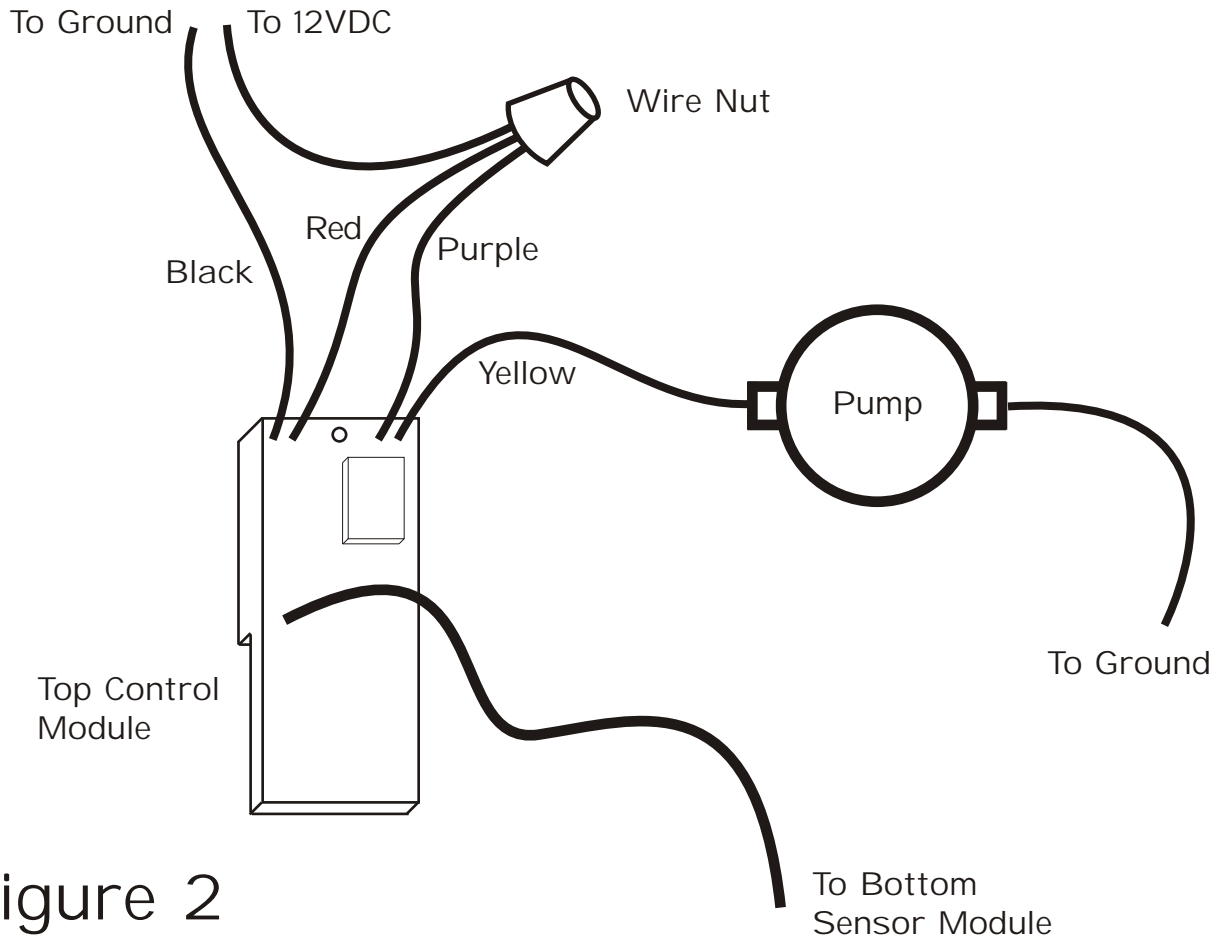 To Ground
To 12VDC
Wire Nut
Red
Purple
Black
Yellow
Pump
To Ground
Top Control
Module
To Bottom
Sensor Module
igure 2